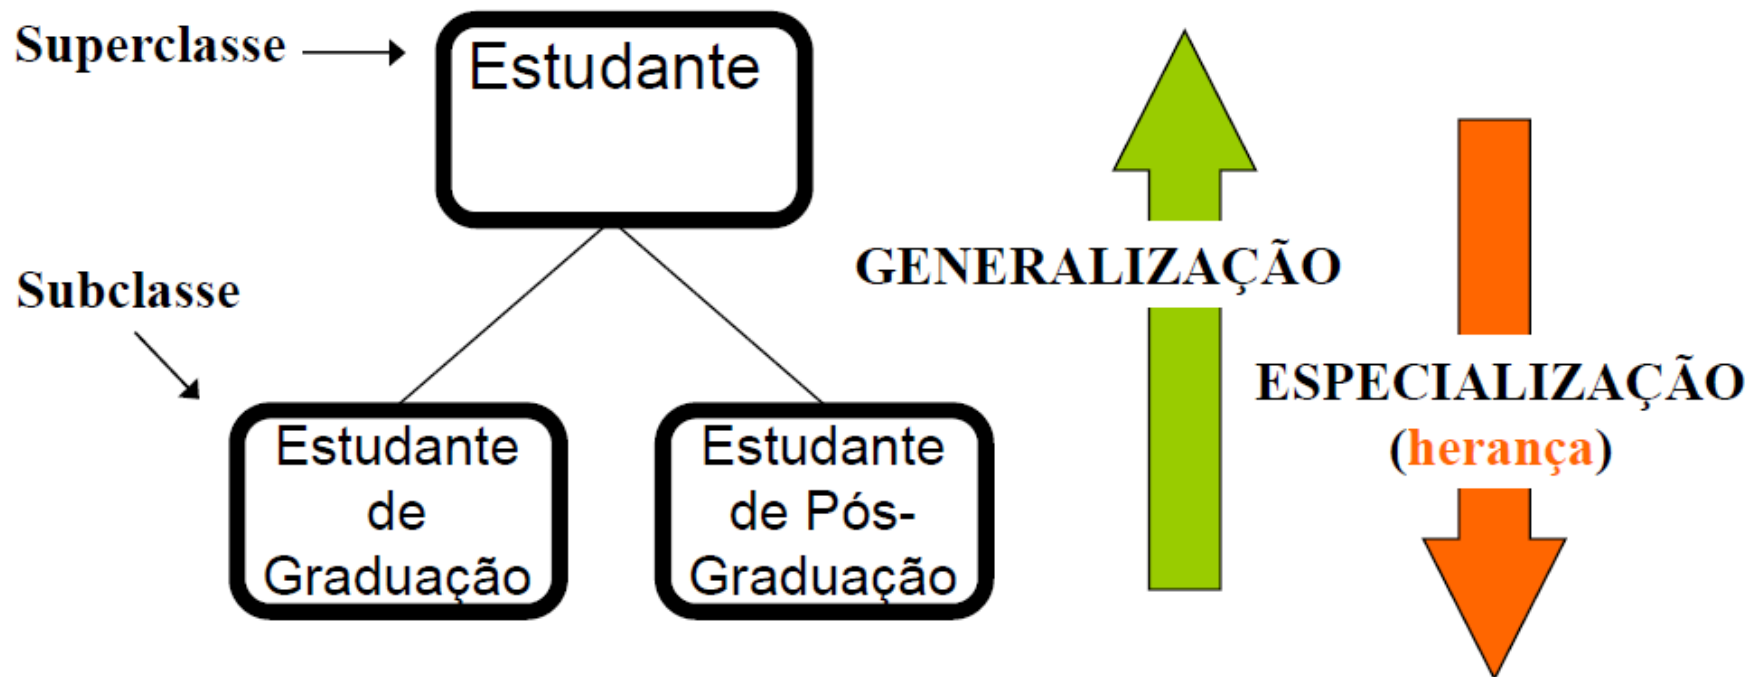 Superclasse
Estudante
GENERALIZAÇÃO
Subclasse
ESPECIALIZAÇÃO
(herança)
Estudante
de
Graduação
Estudante
de Pós-
Graduação